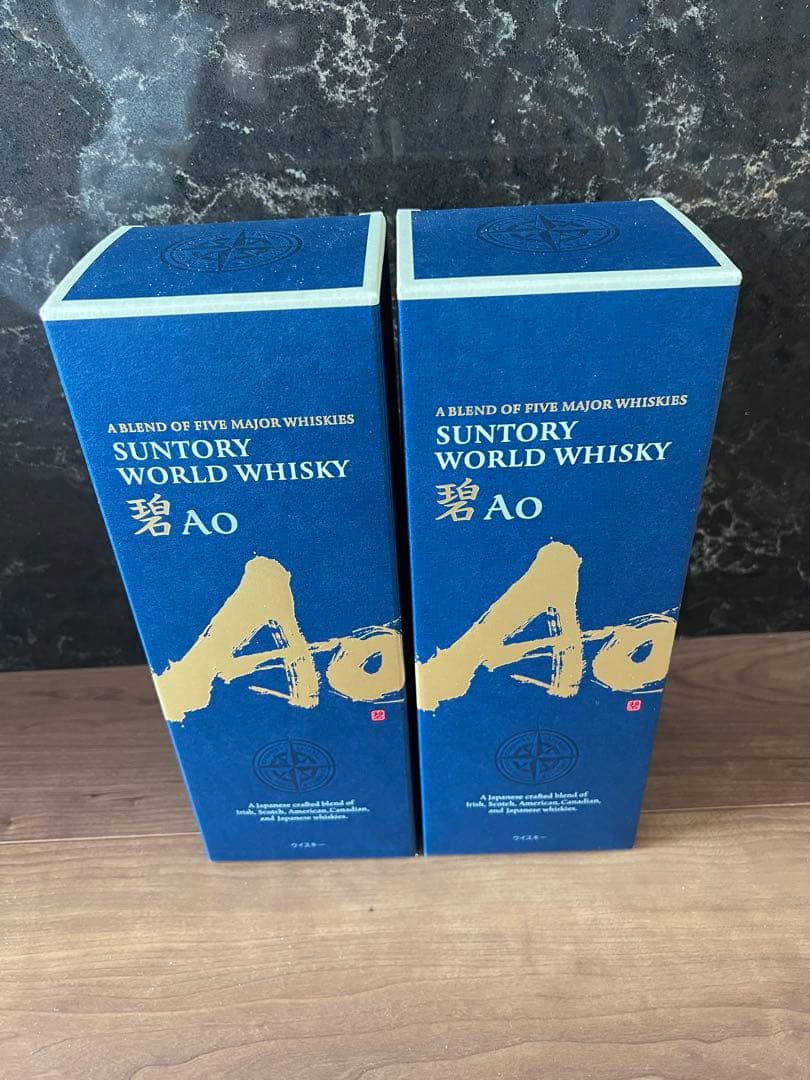 A BLEND OF FIVE MAJOR WHISKIES
SUNTORY
WORLD WHISKY
碧 AO
Ao
A Japanese crafted blend of
Irish, Scotch, American, Canadian,
and Japanese whiskies.
ウイスキー
A BLEND OF FIVE MAJOR WHISKIES
SUNTORY
WORLD WHISKY
碧 AO
Ao
A Japanese crafted blend of
Irish, Scotch, American, Canadian,
and Japanese whiskies.
ウイスキー